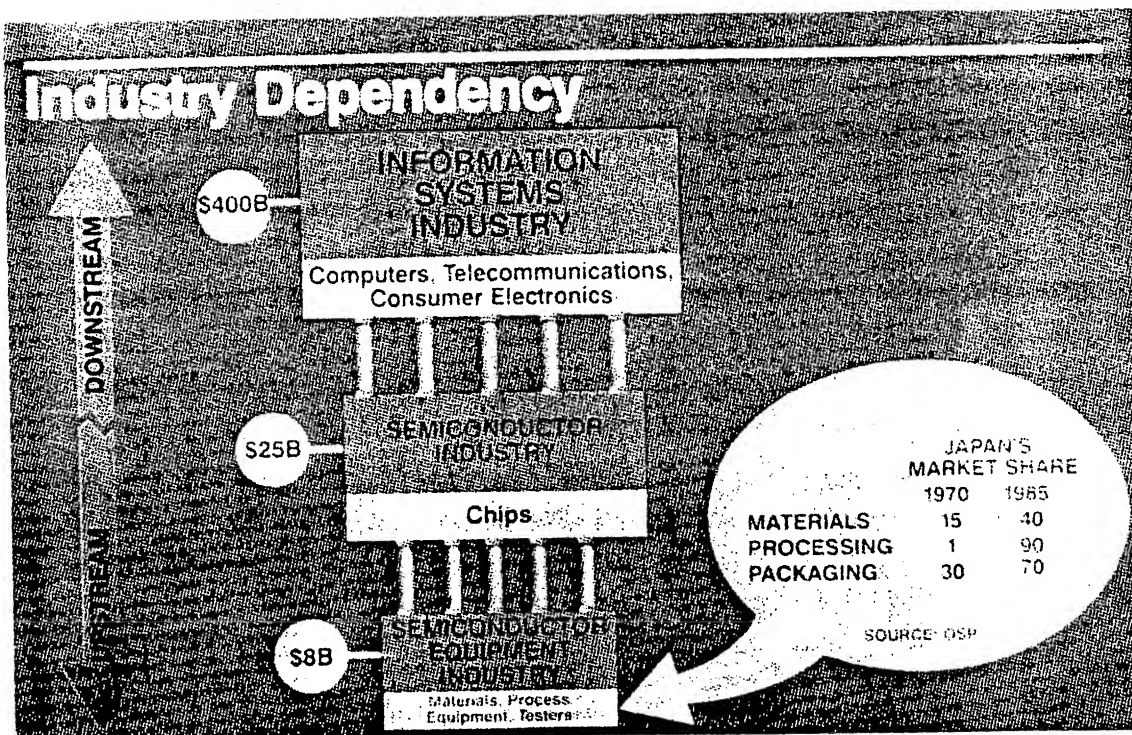 Industry Dependency
DOWNSTREAM
UPSTREAM
$400B
INFORMATION
SYSTEMS
INDUSTRY
Computers, Telecommunications,
Consumer Electronics
$25B
SEMICONDUCTOR
INDUSTRY
Chips
$8B
SEMICONDUCTOR
EQUIPMENT
INDUSTRY
Materials, Process
Equipment, Testers
JAPAN'S
MARKET SHARE
1970 1985
MATERIALS 15 40
PROCESSING 1 90
PACKAGING 30 70
SOURCE: OSP